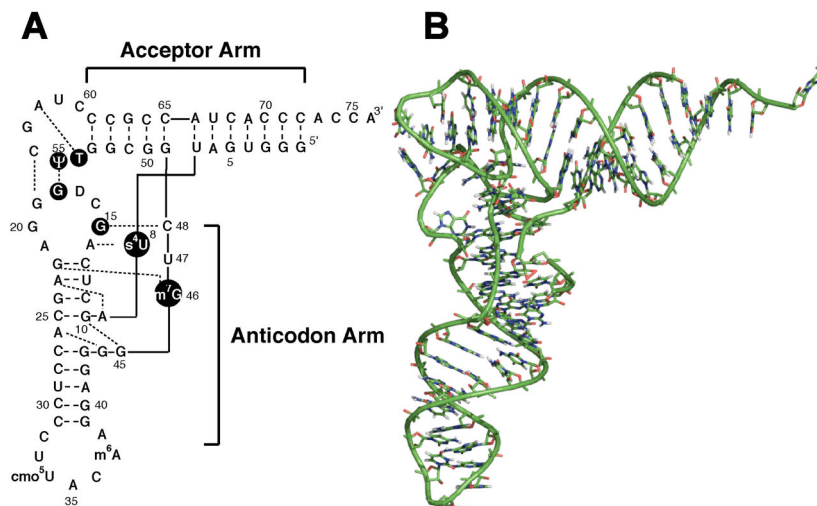 A
B
Acceptor Arm
60 65 70 75
A U C C C G C C A U C A C C C A C C A 3'
G G C G G U A G U G G G 5'
50 5
G
C
55
Ψ T
G D C
15
G C 48
20 G G A s⁴U 8
A U 47
G C
A U m⁷G 46
G C
25 C G A
10
A
C G G G
45
C G
U A
30 C G 40
C G
C A
U m⁶A
cmo⁵U C
A
35
Anticodon Arm